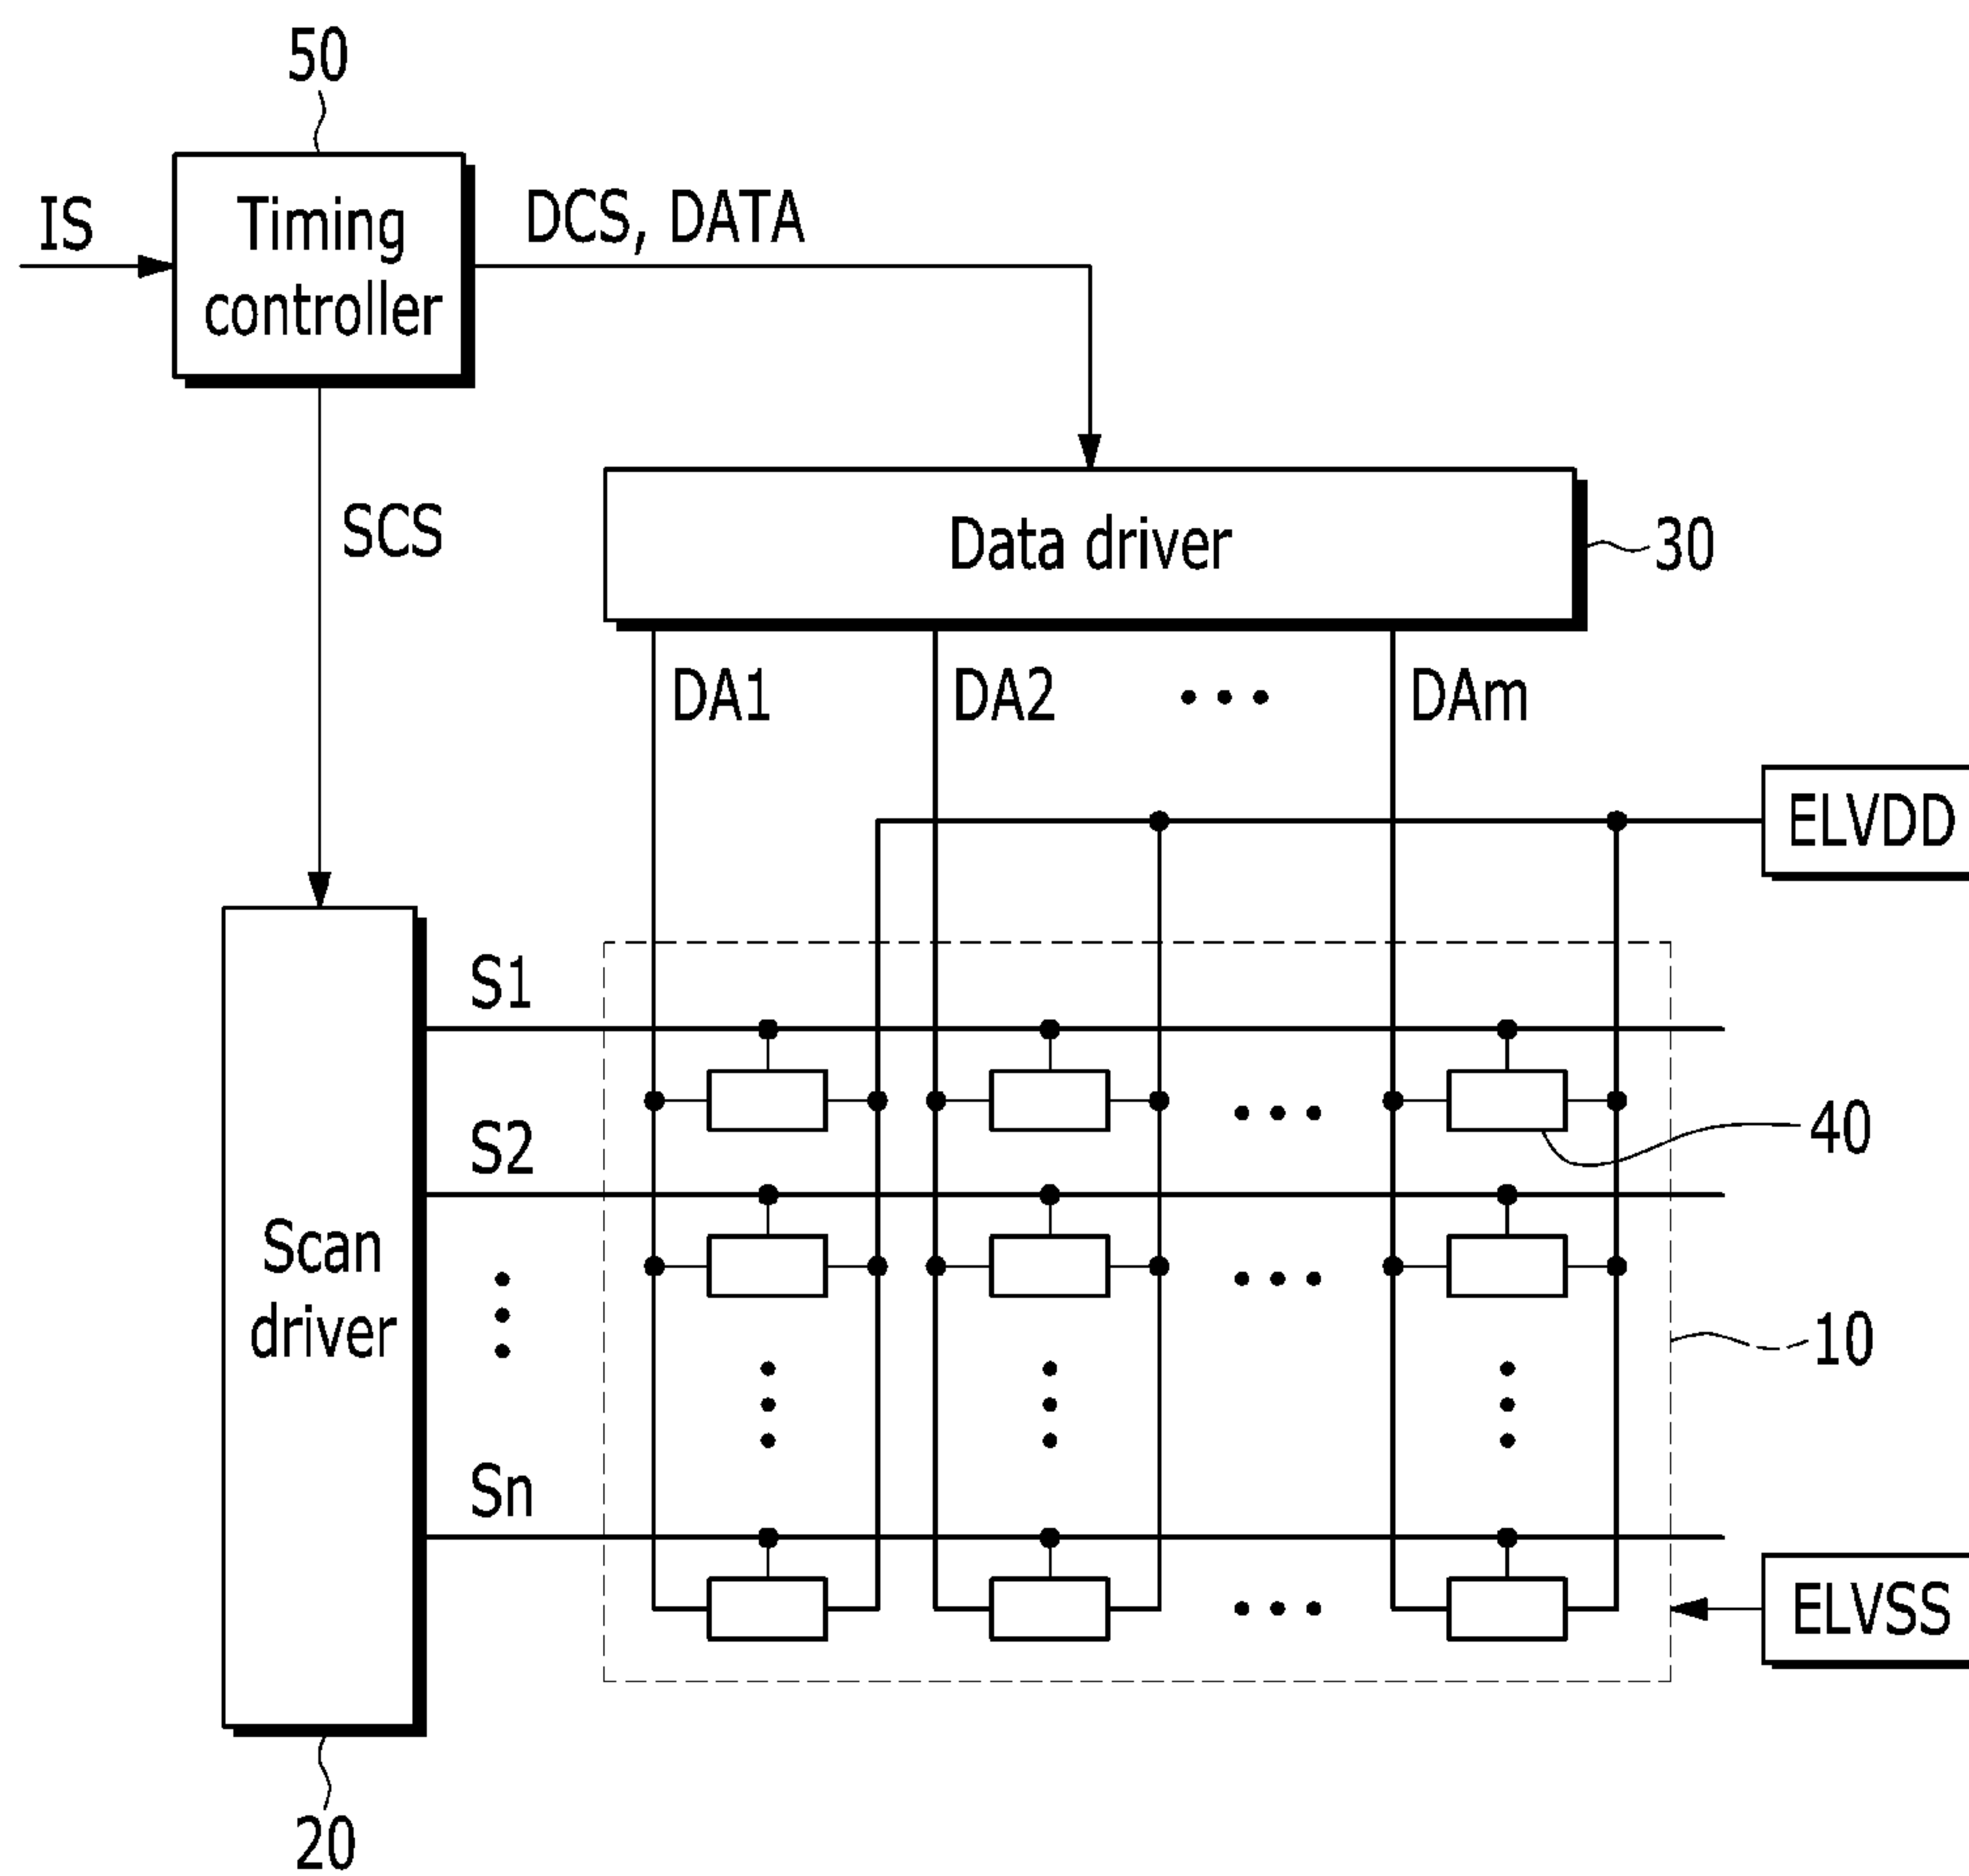 50
IS
Timing
controller
DCS, DATA
SCS
Data driver
30
DA1
DA2
DAm
ELVDD
S1
S2
40
Scan
driver
10
Sn
ELVSS
20